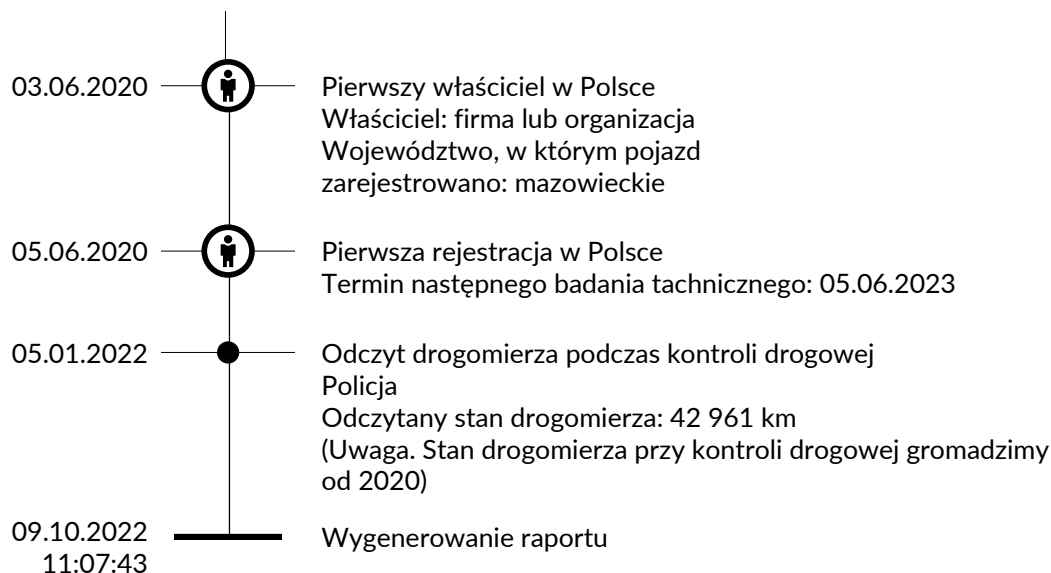 03.06.2020
Pierwszy właściciel w Polsce
Właściciel: firma lub organizacja
Województwo, w którym pojazd
zarejestrowano: mazowieckie
05.06.2020
Pierwsza rejestracja w Polsce
Termin następnego badania tachnicznego: 05.06.2023
05.01.2022
Odczyt drogomierza podczas kontroli drogowej
Policja
Odczytany stan drogomierza: 42 961 km
(Uwaga. Stan drogomierza przy kontroli drogowej gromadzimy
od 2020)
09.10.2022
11:07:43
Wygenerowanie raportu